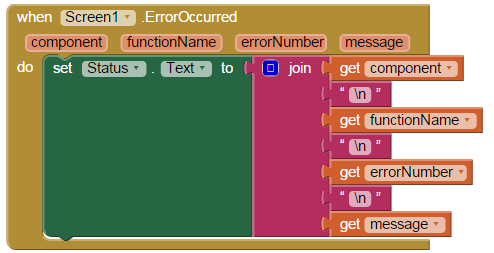 when Screen1 .ErrorOccurred
component functionName errorNumber message
do set Status . Text to join get component
" \n "
get functionName
" \n "
get errorNumber
" \n "
get message